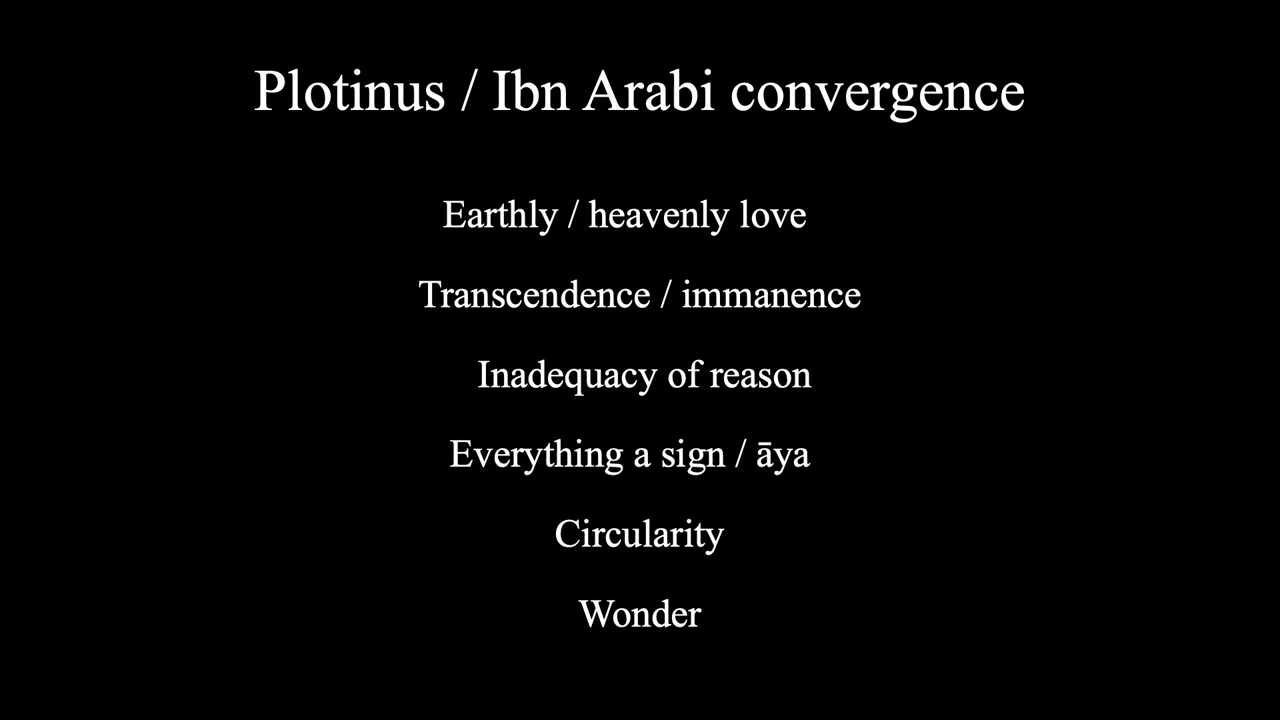 Plotinus / Ibn Arabi convergence
Earthly / heavenly love
Transcendence / immanence
Inadequacy of reason
Everything a sign / āya
Circularity
Wonder